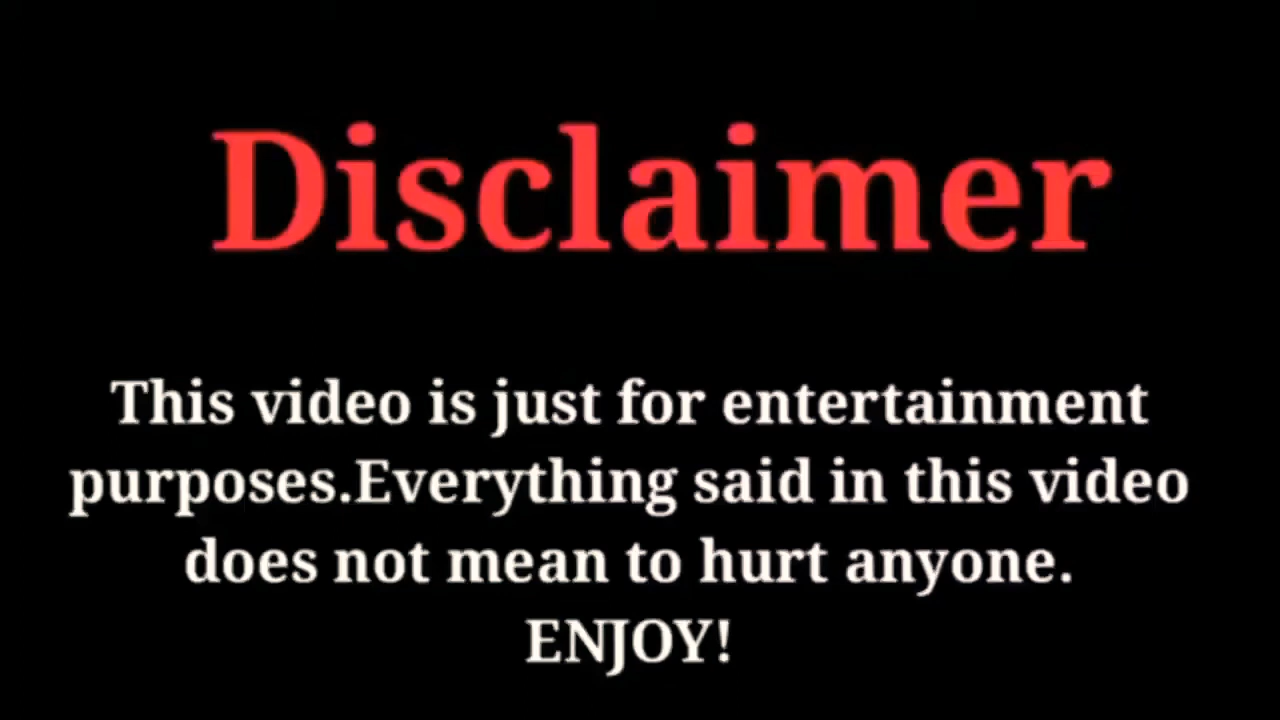 Disclaimer
This video is just for entertainment
purposes.Everything said in this video
does not mean to hurt anyone.
ENJOY!